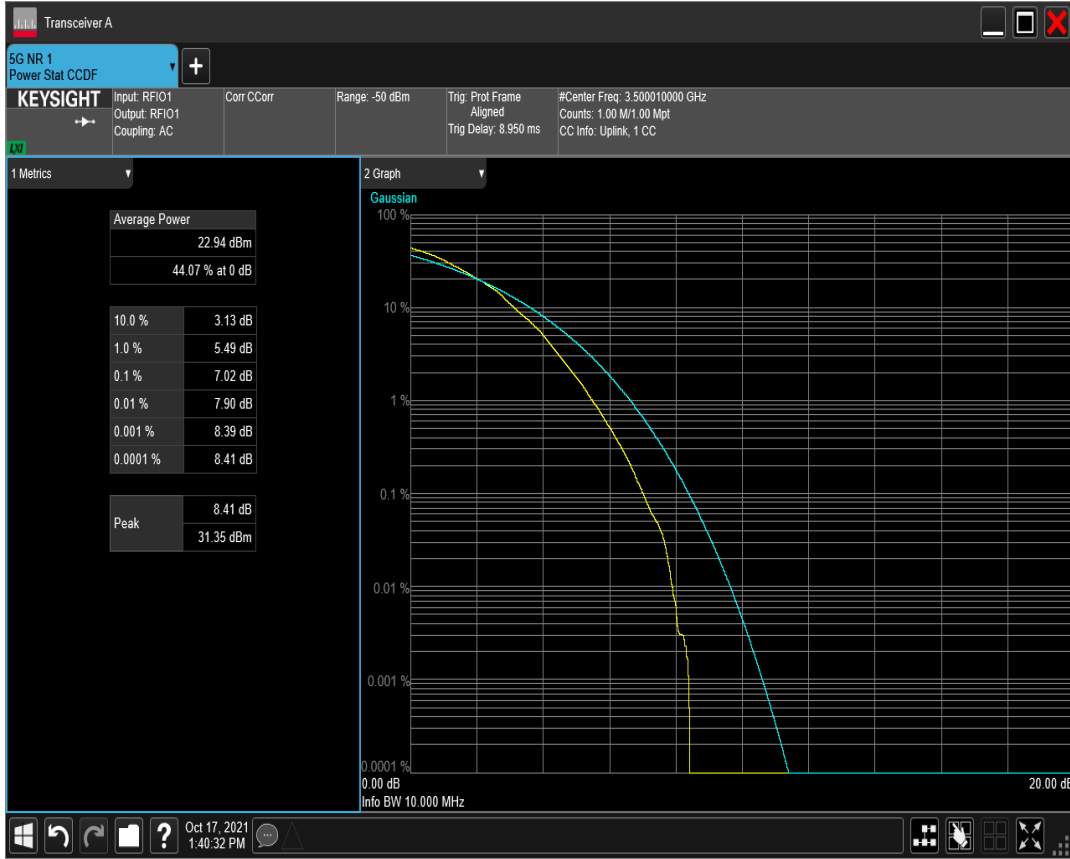 Transceiver A
5G NR 1
Power Stat CCDF
+
KEYSIGHT
LXI
Input: RFIO1
Output: RFIO1
Coupling: AC
Corr CCorr
Range: -50 dBm
Trig: Prot Frame
Aligned
Trig Delay: 8.950 ms
#Center Freq: 3.500010000 GHz
Counts: 1.00 M/1.00 Mpt
CC Info: Uplink, 1 CC
1 Metrics
Average Power
22.94 dBm
44.07 % at 0 dB
10.0 % 3.13 dB
1.0 % 5.49 dB
0.1 % 7.02 dB
0.01 % 7.90 dB
0.001 % 8.39 dB
0.0001 % 8.41 dB
Peak
8.41 dB
31.35 dBm
2 Graph
Gaussian
100 %
10 %
1 %
0.1 %
0.01 %
0.001 %
0.0001 %
0.00 dB 20.00 dB
Info BW 10.000 MHz
?
Oct 17, 2021
1:40:32 PM